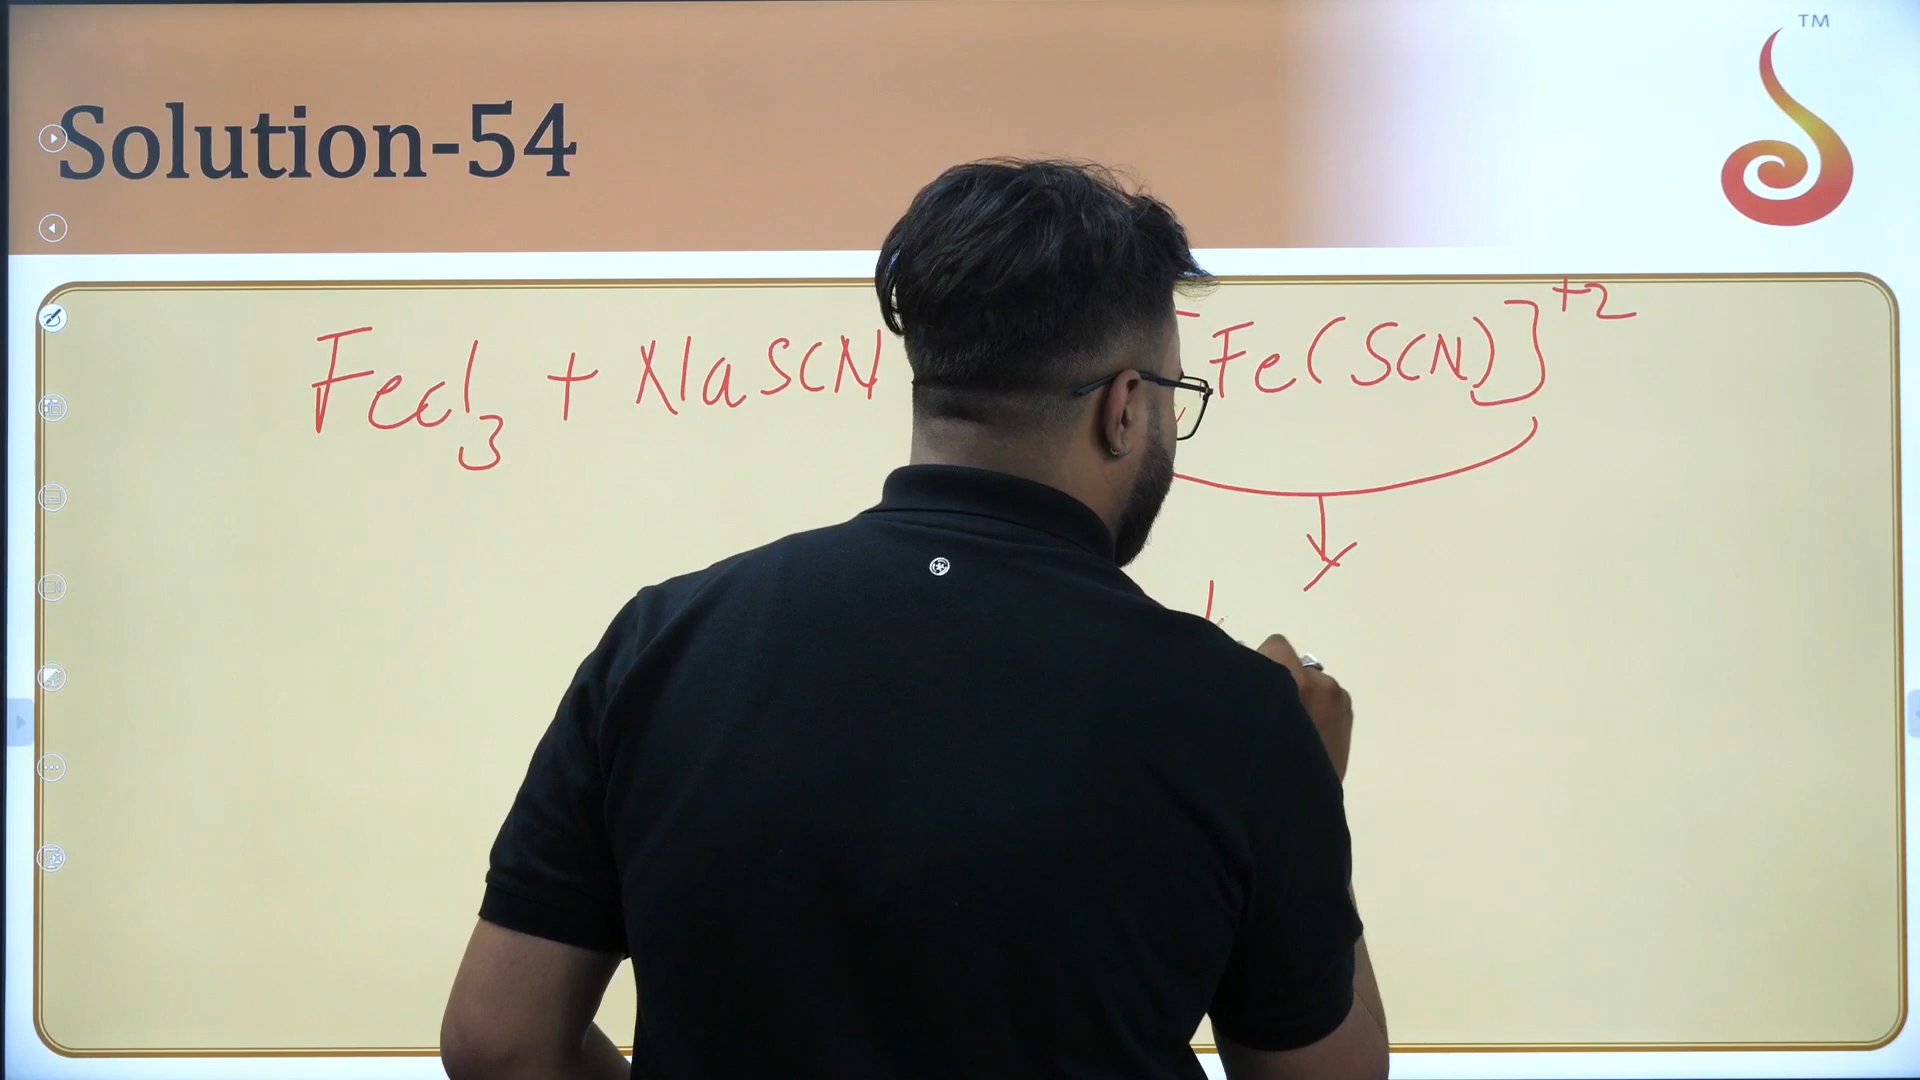 TM
Solution-54
FeCl3 + NaSCN [Fe(SCN)]+2